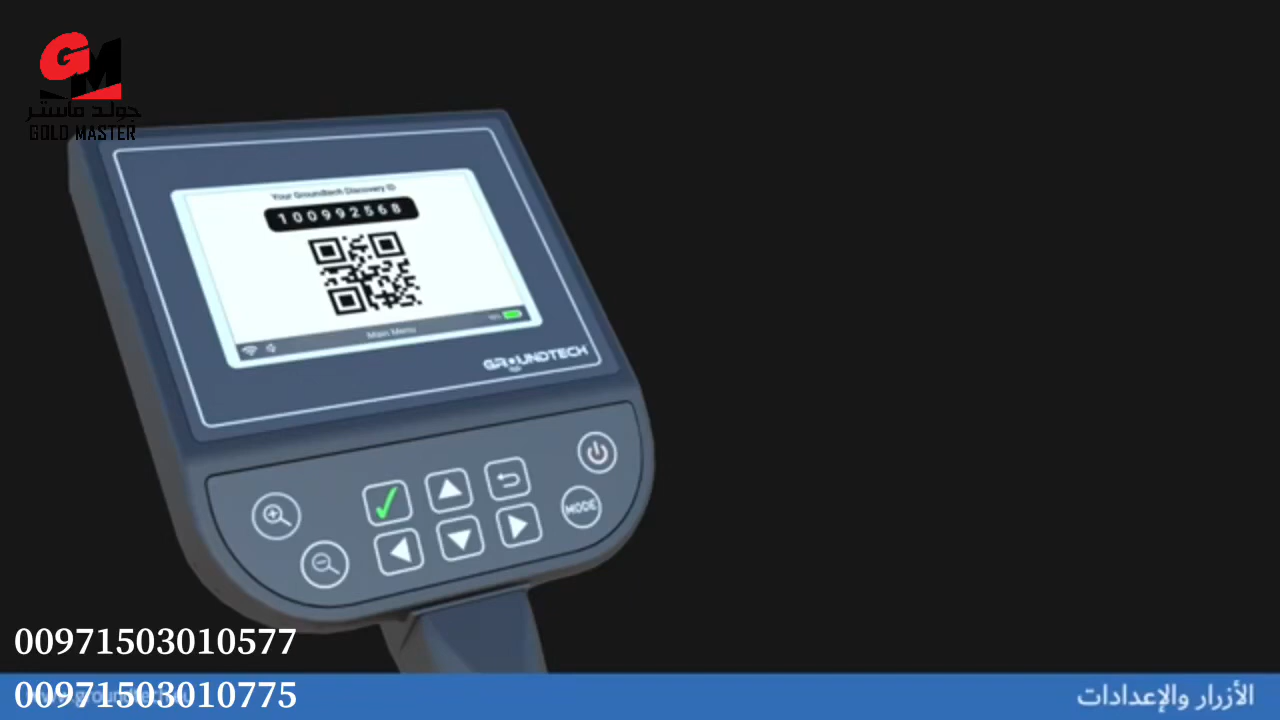 GM
جولد ماستر
GOLD MASTER
Your Groundtech Discovery ID
100992568
Main Menu
GROUNDTECH
MODE
00971503010577
00971503010775
الأزرار والإعدادات